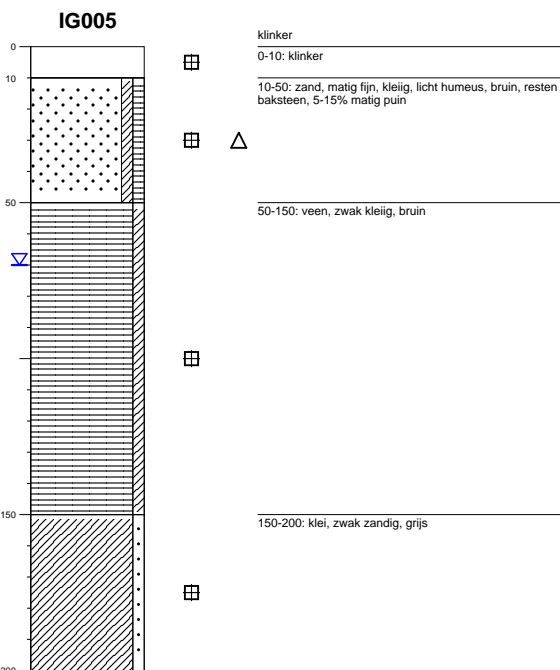 IG005
klinker
0
0-10: klinker
10
10-50: zand, matig fijn, kleiig, licht humeus, bruin, resten
baksteen, 5-15% matig puin
50
50-150: veen, zwak kleiig, bruin
150
150-200: klei, zwak zandig, grijs
200